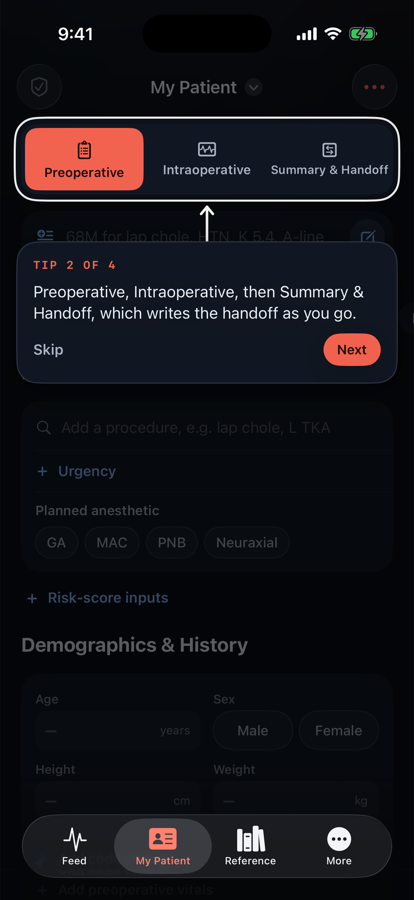 9:41
My Patient
Preoperative
Intraoperative
Summary & Handoff
68M for lap chole, HTN, K 5.4, A-line
TIP 2 OF 4
Preoperative, Intraoperative, then Summary &
Handoff, which writes the handoff as you go.
Skip
Next
Add a procedure, e.g. lap chole, L TKA
+ Urgency
Planned anesthetic
GA
MAC
PNB
Neuraxial
+ Risk-score inputs
Demographics & History
Age
Sex
— years
Male
Female
Height
Weight
— cm
— kg
Feed
My Patient
Reference
More
+ Add preoperative vitals